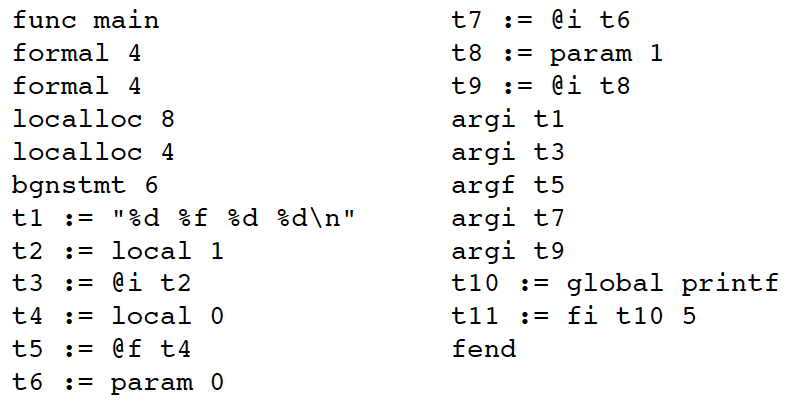 func main
formal 4
formal 4
localloc 8
localloc 4
bgnstmt 6
t1 := "%d %f %d %d\n"
t2 := local 1
t3 := @i t2
t4 := local 0
t5 := @f t4
t6 := param 0
t7 := @i t6
t8 := param 1
t9 := @i t8
argi t1
argi t3
argf t5
argi t7
argi t9
t10 := global printf
t11 := fi t10 5
fend